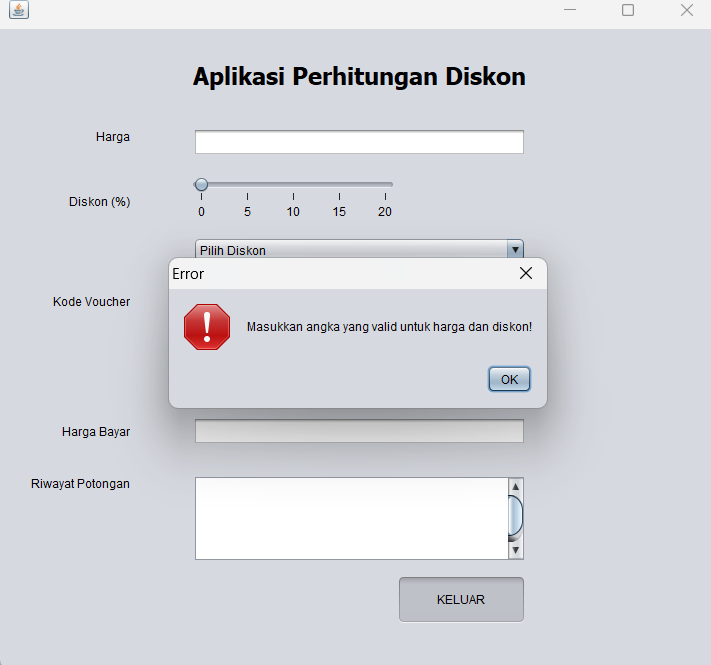 Aplikasi Perhitungan Diskon
Harga
Diskon (%)
0 5 10 15 20
Pilih Diskon
Error
Kode Voucher
Masukkan angka yang valid untuk harga dan diskon!
OK
Harga Bayar
Riwayat Potongan
KELUAR